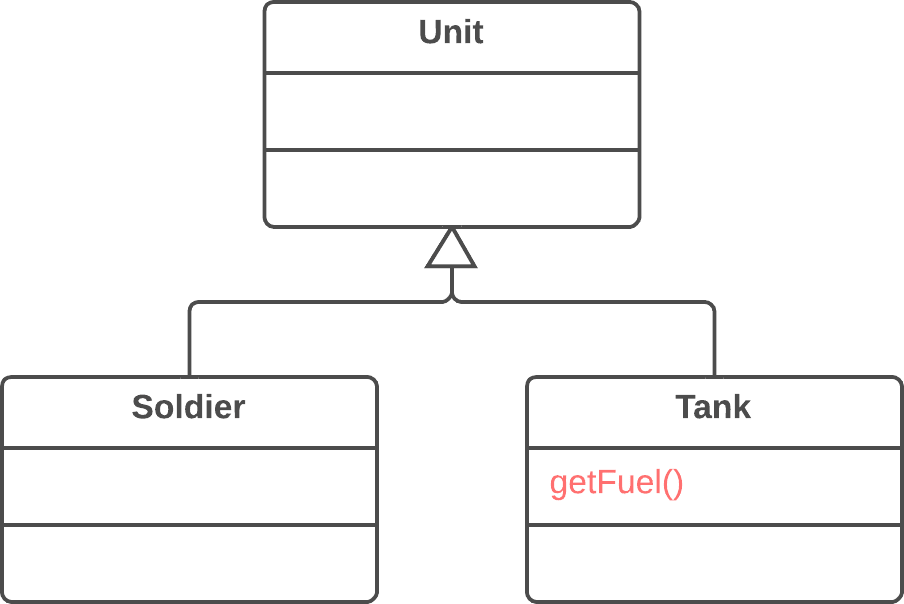 Unit
Soldier
Tank
getFuel()